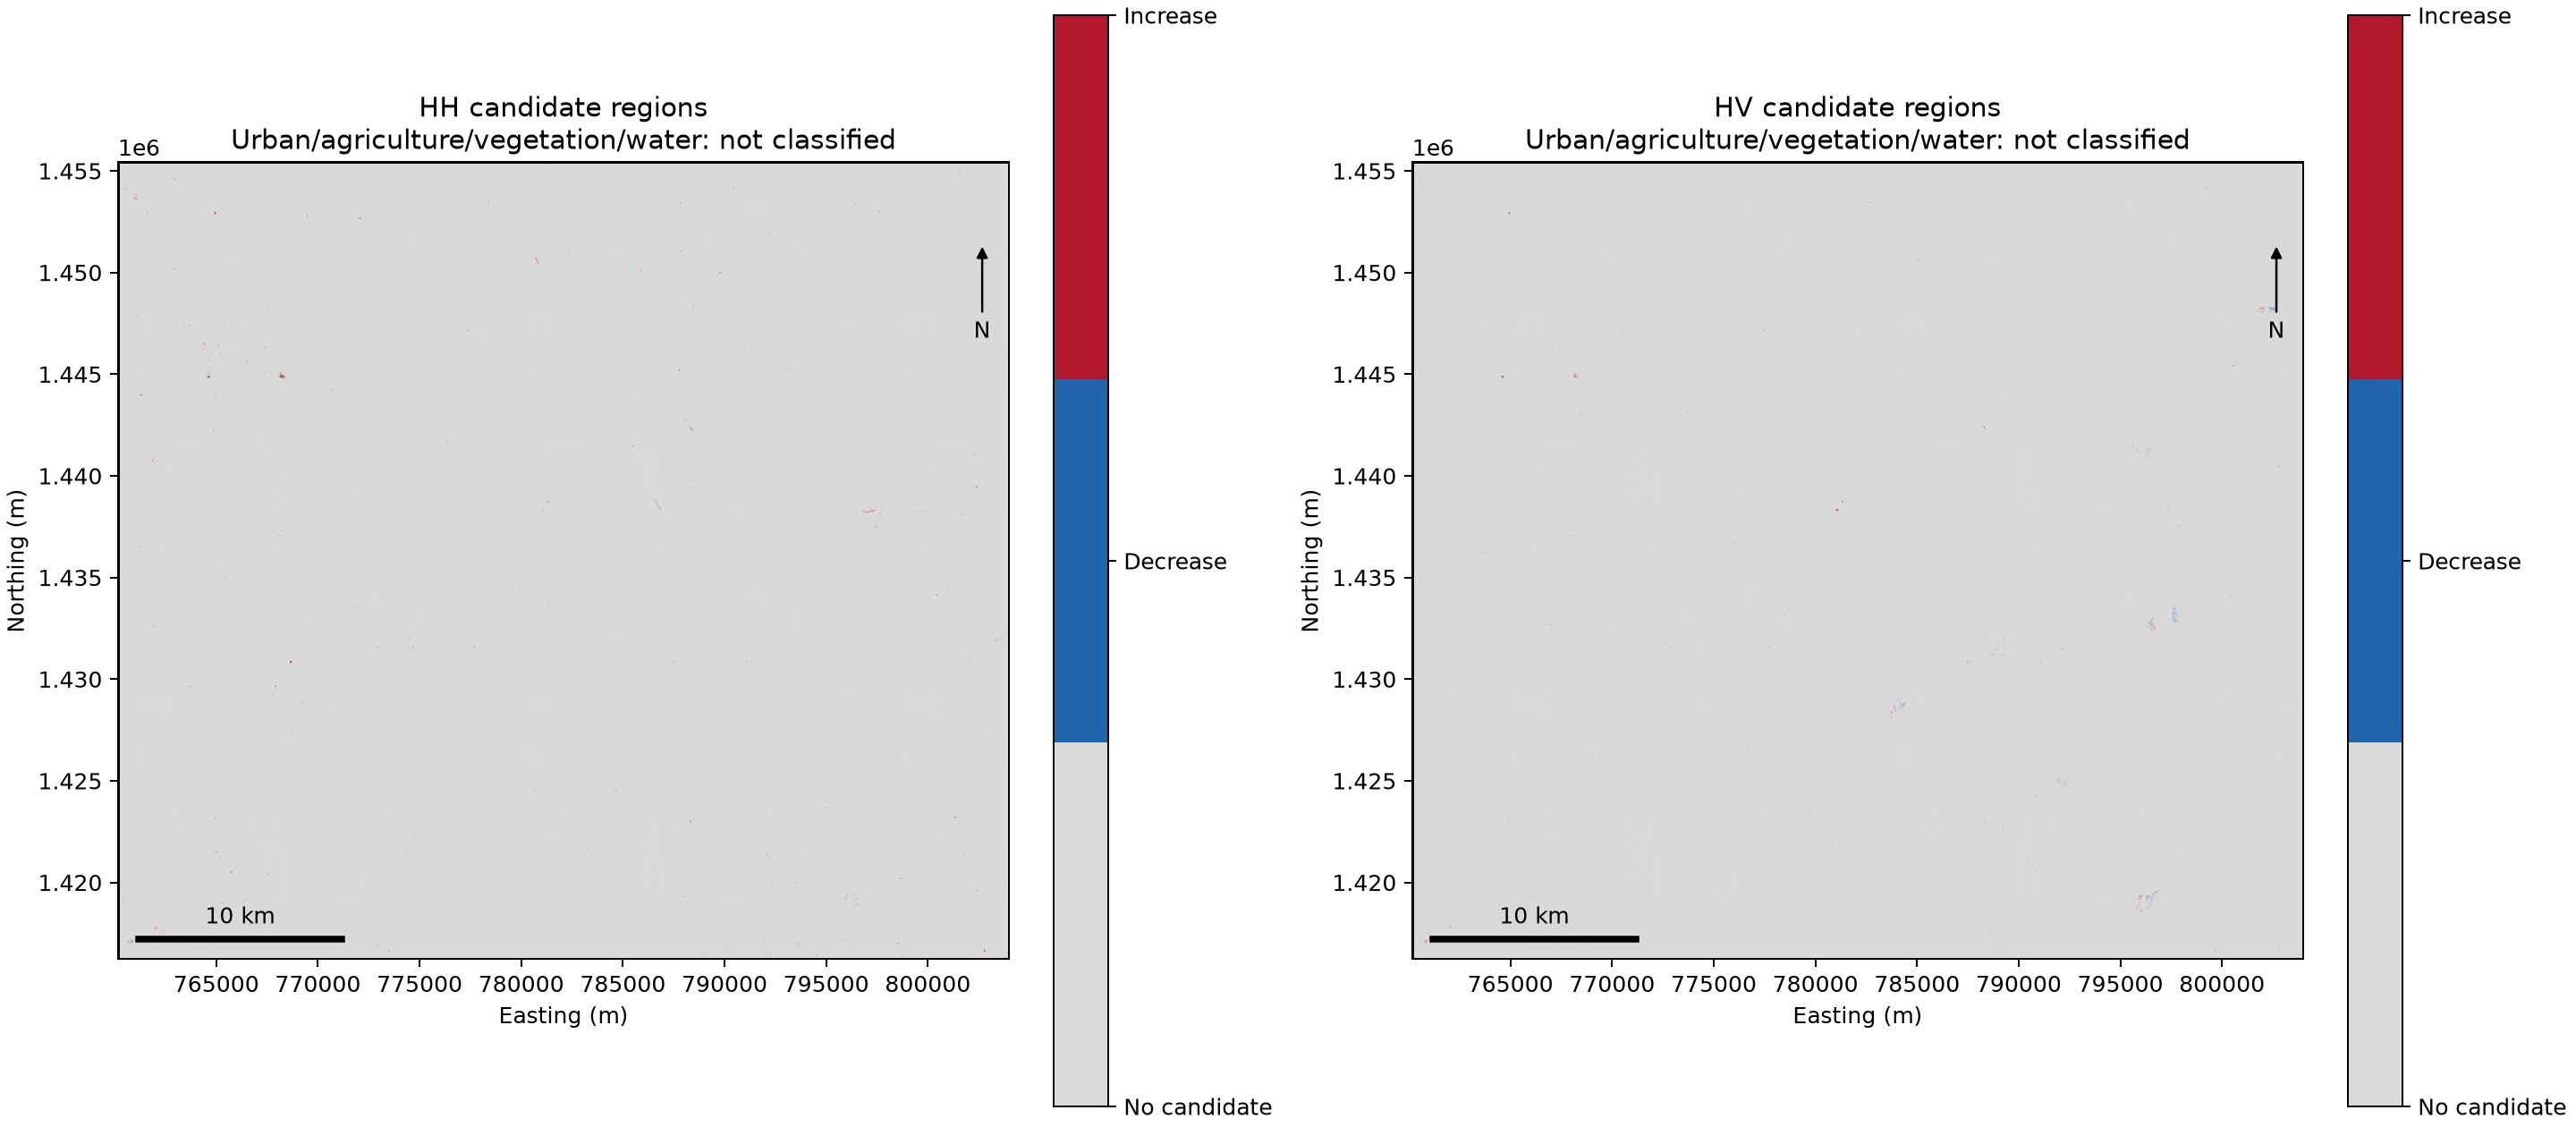 HH candidate regions
Urban/agriculture/vegetation/water: not classified
1e6
1.455
1.450
1.445
1.440
1.435
1.430
1.425
1.420
Northing (m)
N
10 km
765000 770000 775000 780000 785000 790000 795000 800000
Easting (m)
Increase
Decrease
No candidate
HV candidate regions
Urban/agriculture/vegetation/water: not classified
1e6
1.455
1.450
1.445
1.440
1.435
1.430
1.425
1.420
Northing (m)
N
10 km
765000 770000 775000 780000 785000 790000 795000 800000
Easting (m)
Increase
Decrease
No candidate